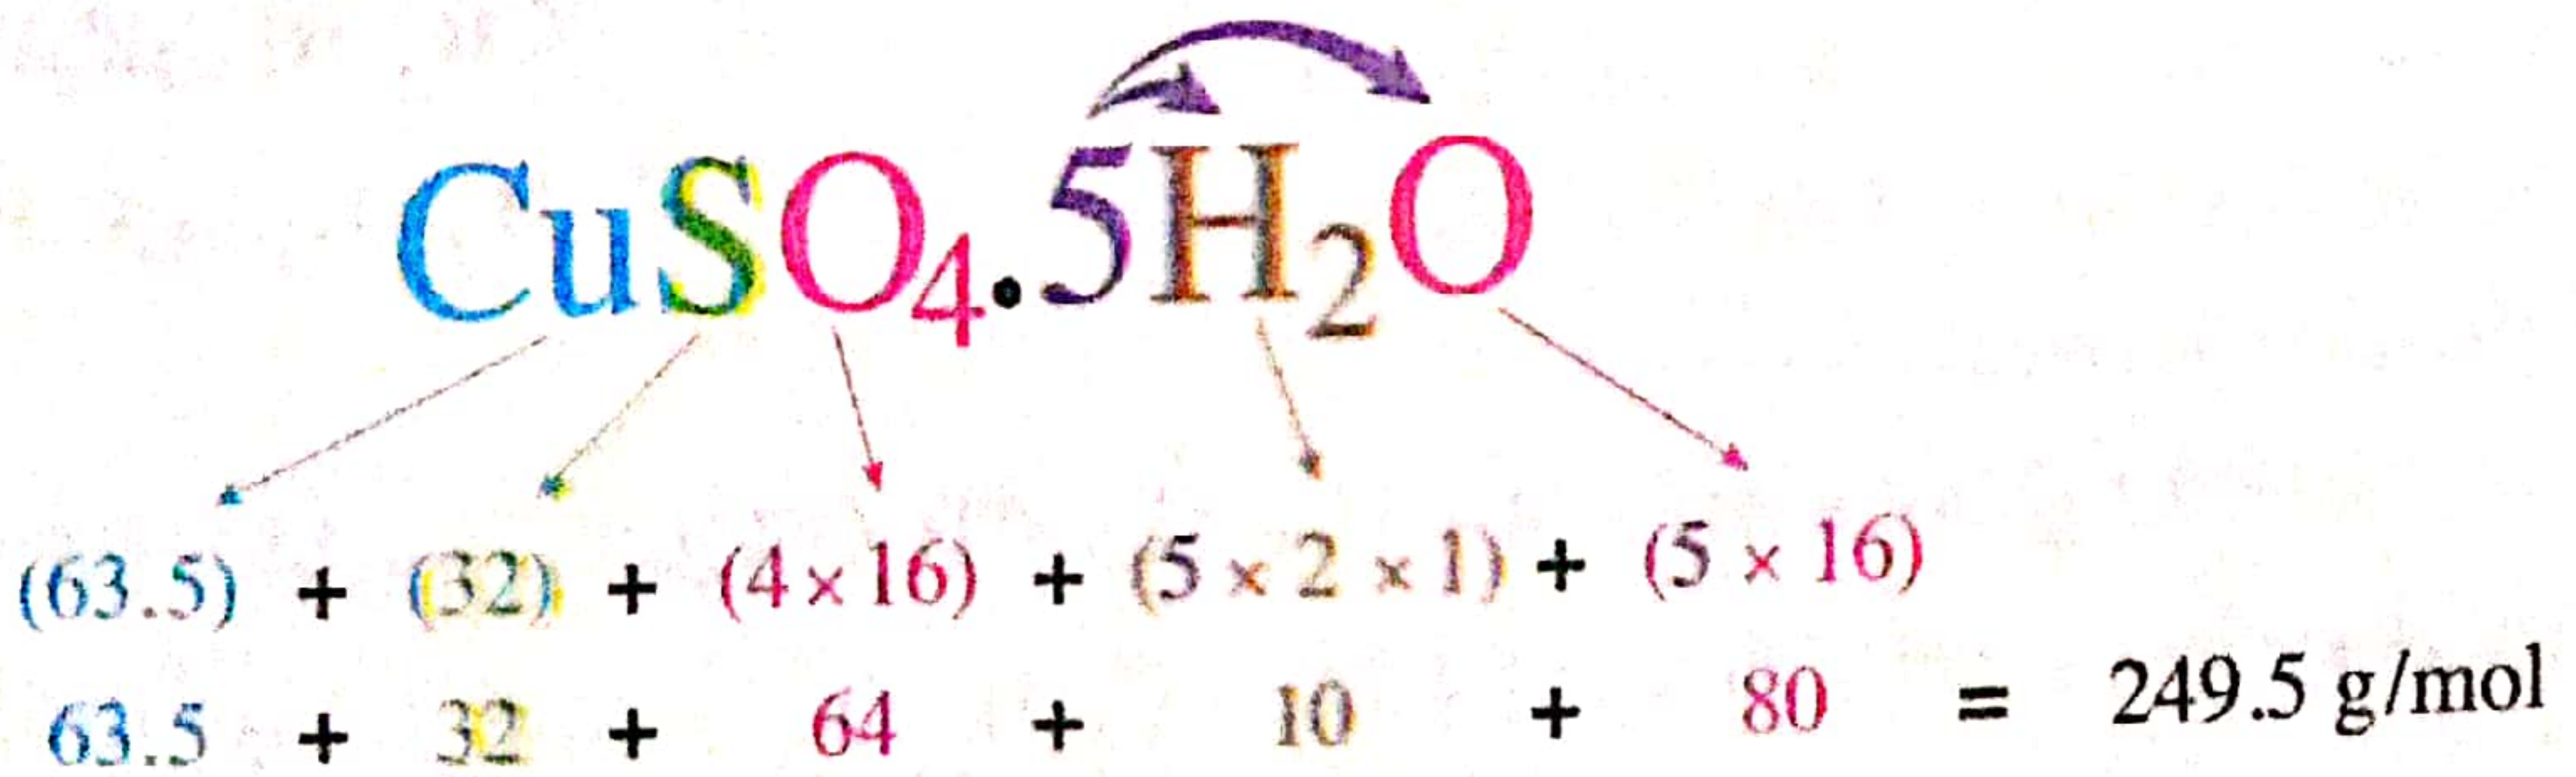 CuSO₄.5H₂O
(63.5) + (32) + (4 × 16) + (5 × 2 × 1) + (5 × 16)
63.5 + 32 + 64 + 10 + 80 = 249.5 g/mol